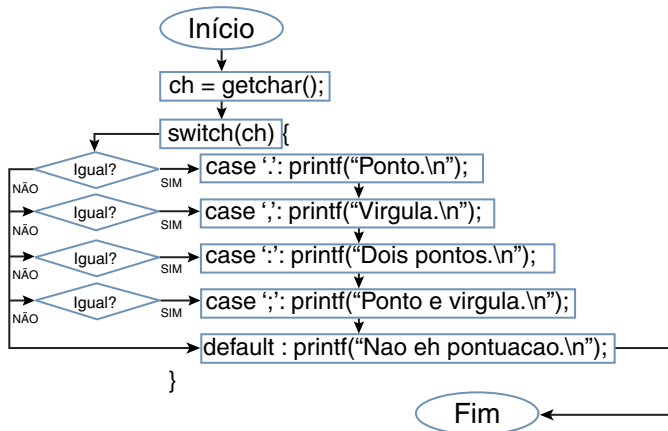 Início
ch = getchar();
switch(ch) {
Igual? SIM case ‘.’: printf(“Ponto.\n”);
NÃO
Igual? SIM case ‘,’: printf(“Virgula.\n”);
NÃO
Igual? SIM case ‘:’: printf(“Dois pontos.\n”);
NÃO
Igual? SIM case ‘;’: printf(“Ponto e virgula.\n”);
NÃO
default : printf(“Nao eh pontuacao.\n”);
}
Fim